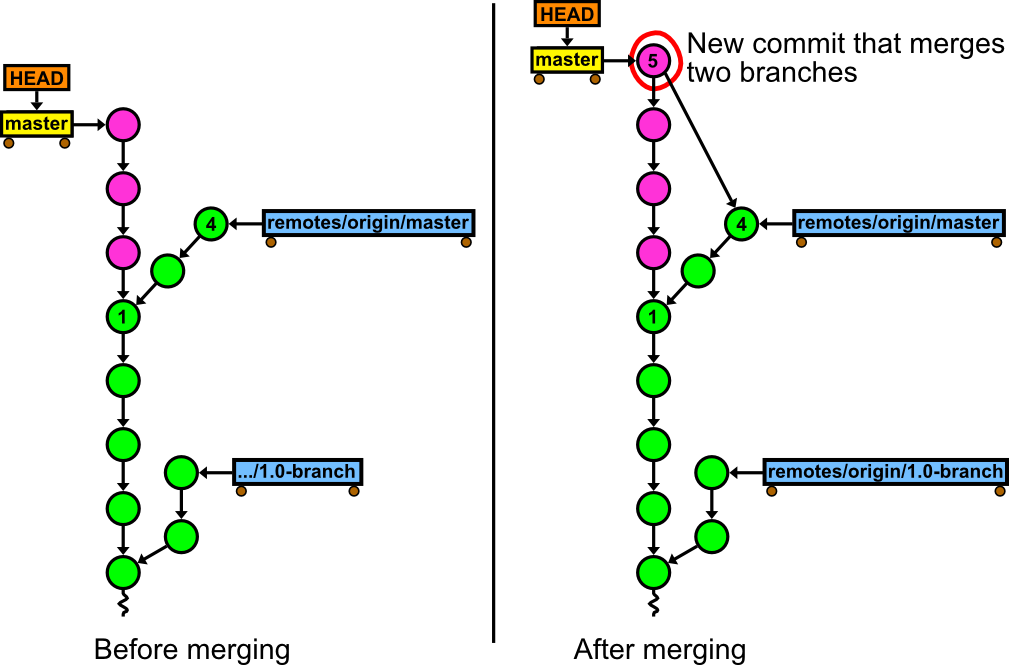 HEAD
master
4
remotes/origin/master
1
.../1.0-branch
Before merging
HEAD
master
5
New commit that merges
two branches
4
remotes/origin/master
1
remotes/origin/1.0-branch
After merging